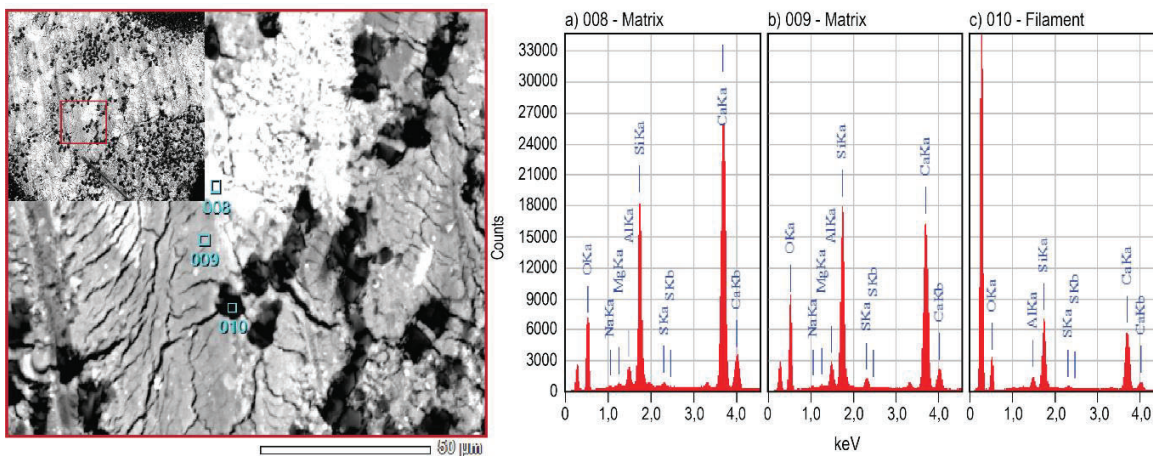 008
009
010
50 µm
a) 008 - Matrix
b) 009 - Matrix
c) 010 - Filament
Counts
33000
30000
27000
24000
21000
18000
15000
12000
9000
6000
3000
0
OKa
NaKa
MgKa
AlKa
SiKa
SKa
SKb
CaKa
CaKb
0 1,0 2,0 3,0 4,0
OKa
NaKa
MgKa
AlKa
SiKa
SKa
SKb
CaKa
CaKb
0 1,0 2,0 3,0 4,0
OKa
AlKa
SiKa
SKa
SKb
CaKa
CaKb
0 1,0 2,0 3,0 4,0
keV